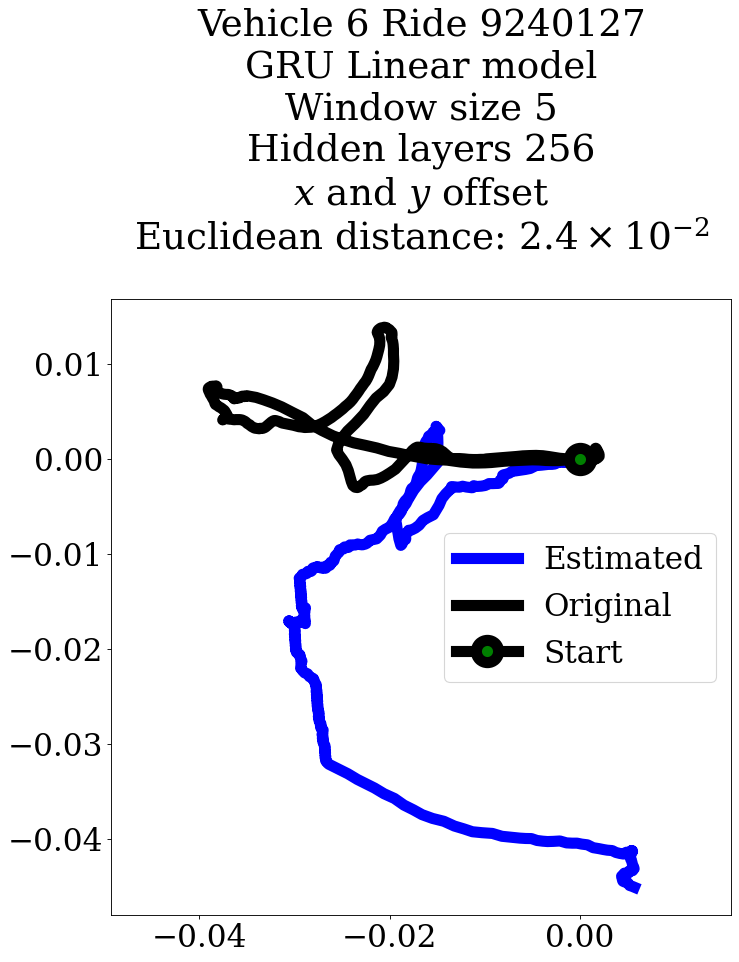 Vehicle 6 Ride 9240127
GRU Linear model
Window size 5
Hidden layers 256
x and y offset
Euclidean distance: 2.4 × 10⁻²
0.01
0.00
−0.01
−0.02
−0.03
−0.04
Estimated
Original
Start
−0.04 −0.02 0.00